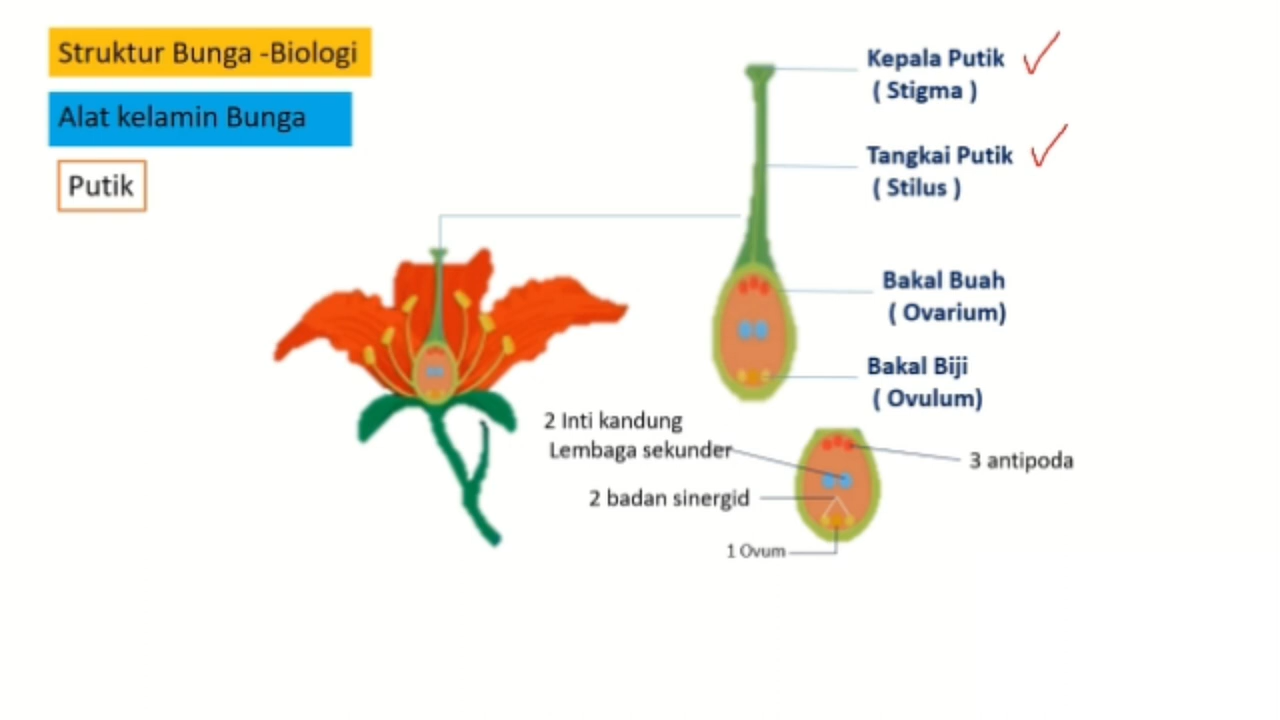 Struktur Bunga -Biologi
Alat kelamin Bunga
Putik
Kepala Putik
( Stigma )
Tangkai Putik
( Stilus )
Bakal Buah
( Ovarium)
Bakal Biji
( Ovulum)
2 Inti kandung
Lembaga sekunder
3 antipoda
2 badan sinergid
1 Ovum